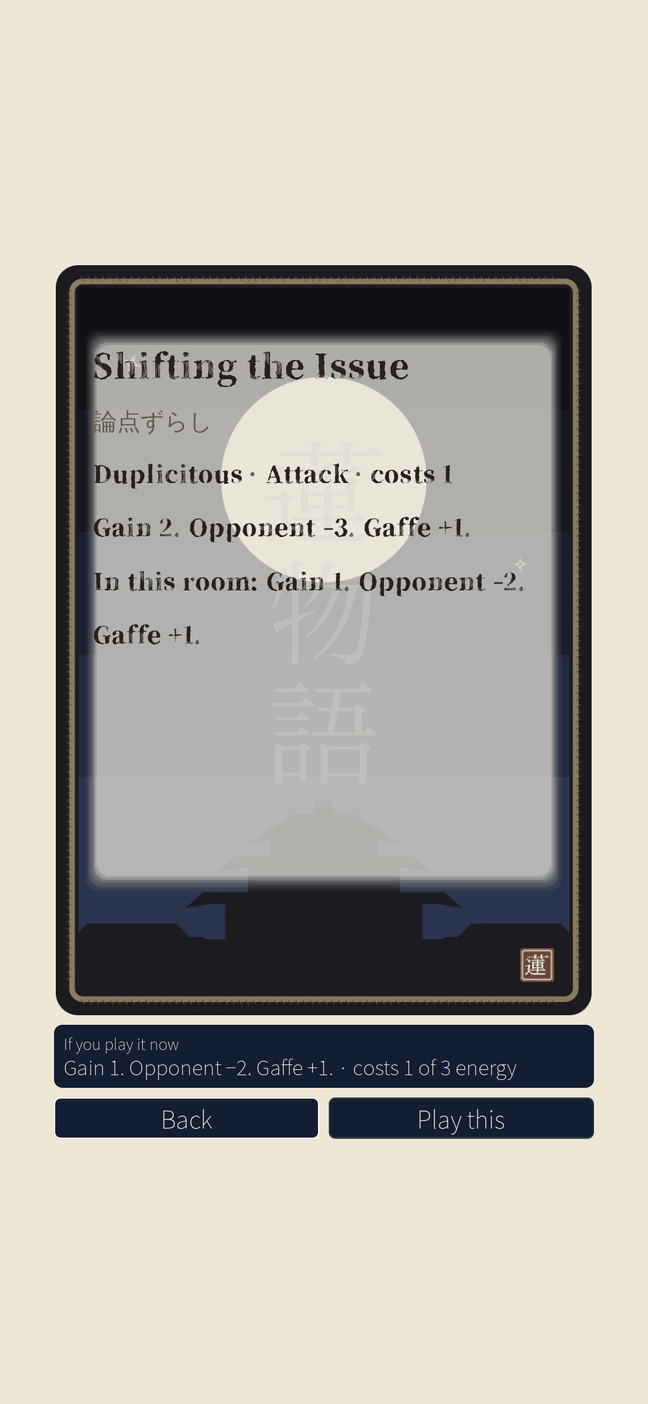 Shifting the Issue
論点ずらし
Duplicitous · Attack · costs 1
Gain 2. Opponent −3. Gaffe +1.
In this room: Gain 1. Opponent −2.
Gaffe +1.
蓮
物
語
蓮
If you play it now
Gain 1. Opponent −2. Gaffe +1. · costs 1 of 3 energy
Back
Play this